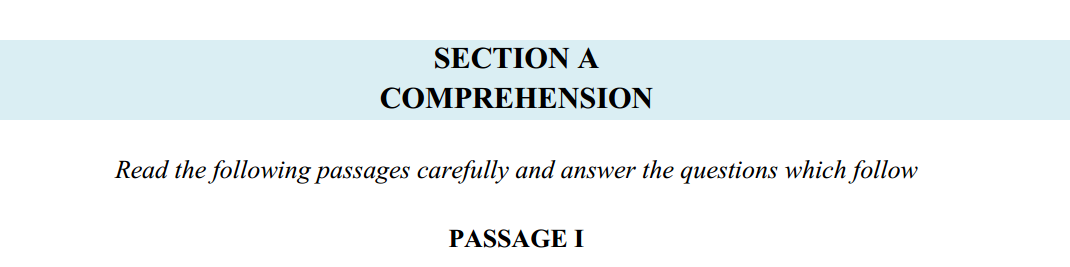 SECTION A
COMPREHENSION
Read the following passages carefully and answer the questions which follow
PASSAGE I